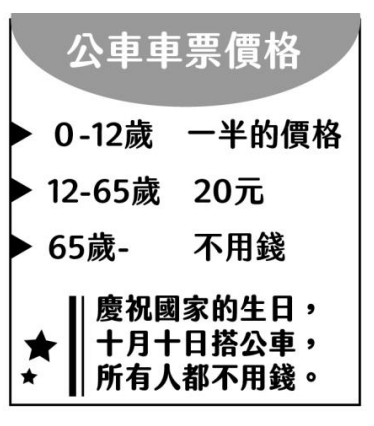 公車車票價格
0-12歲 一半的價格
12-65歲 20元
65歲- 不用錢
慶祝國家的生日，
十月十日搭公車，
所有人都不用錢。